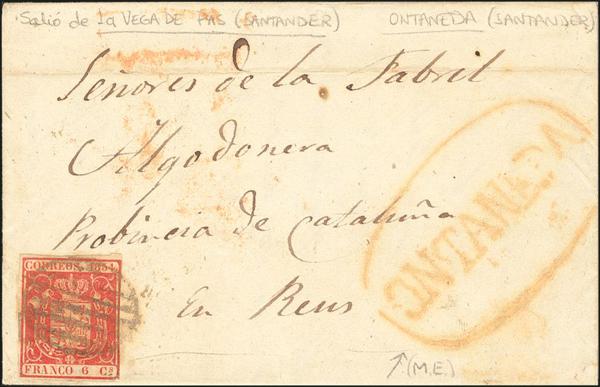 Salió de la VEGA DE PAS (SANTANDER) ONTANEDA (SANTANDER)
Señores de la Fabril
Algodonera
Probincia de Cataluña
En Reus
ONTANEDA
CORREOS 1854
FRANCO 6 Cs
(M.E.)